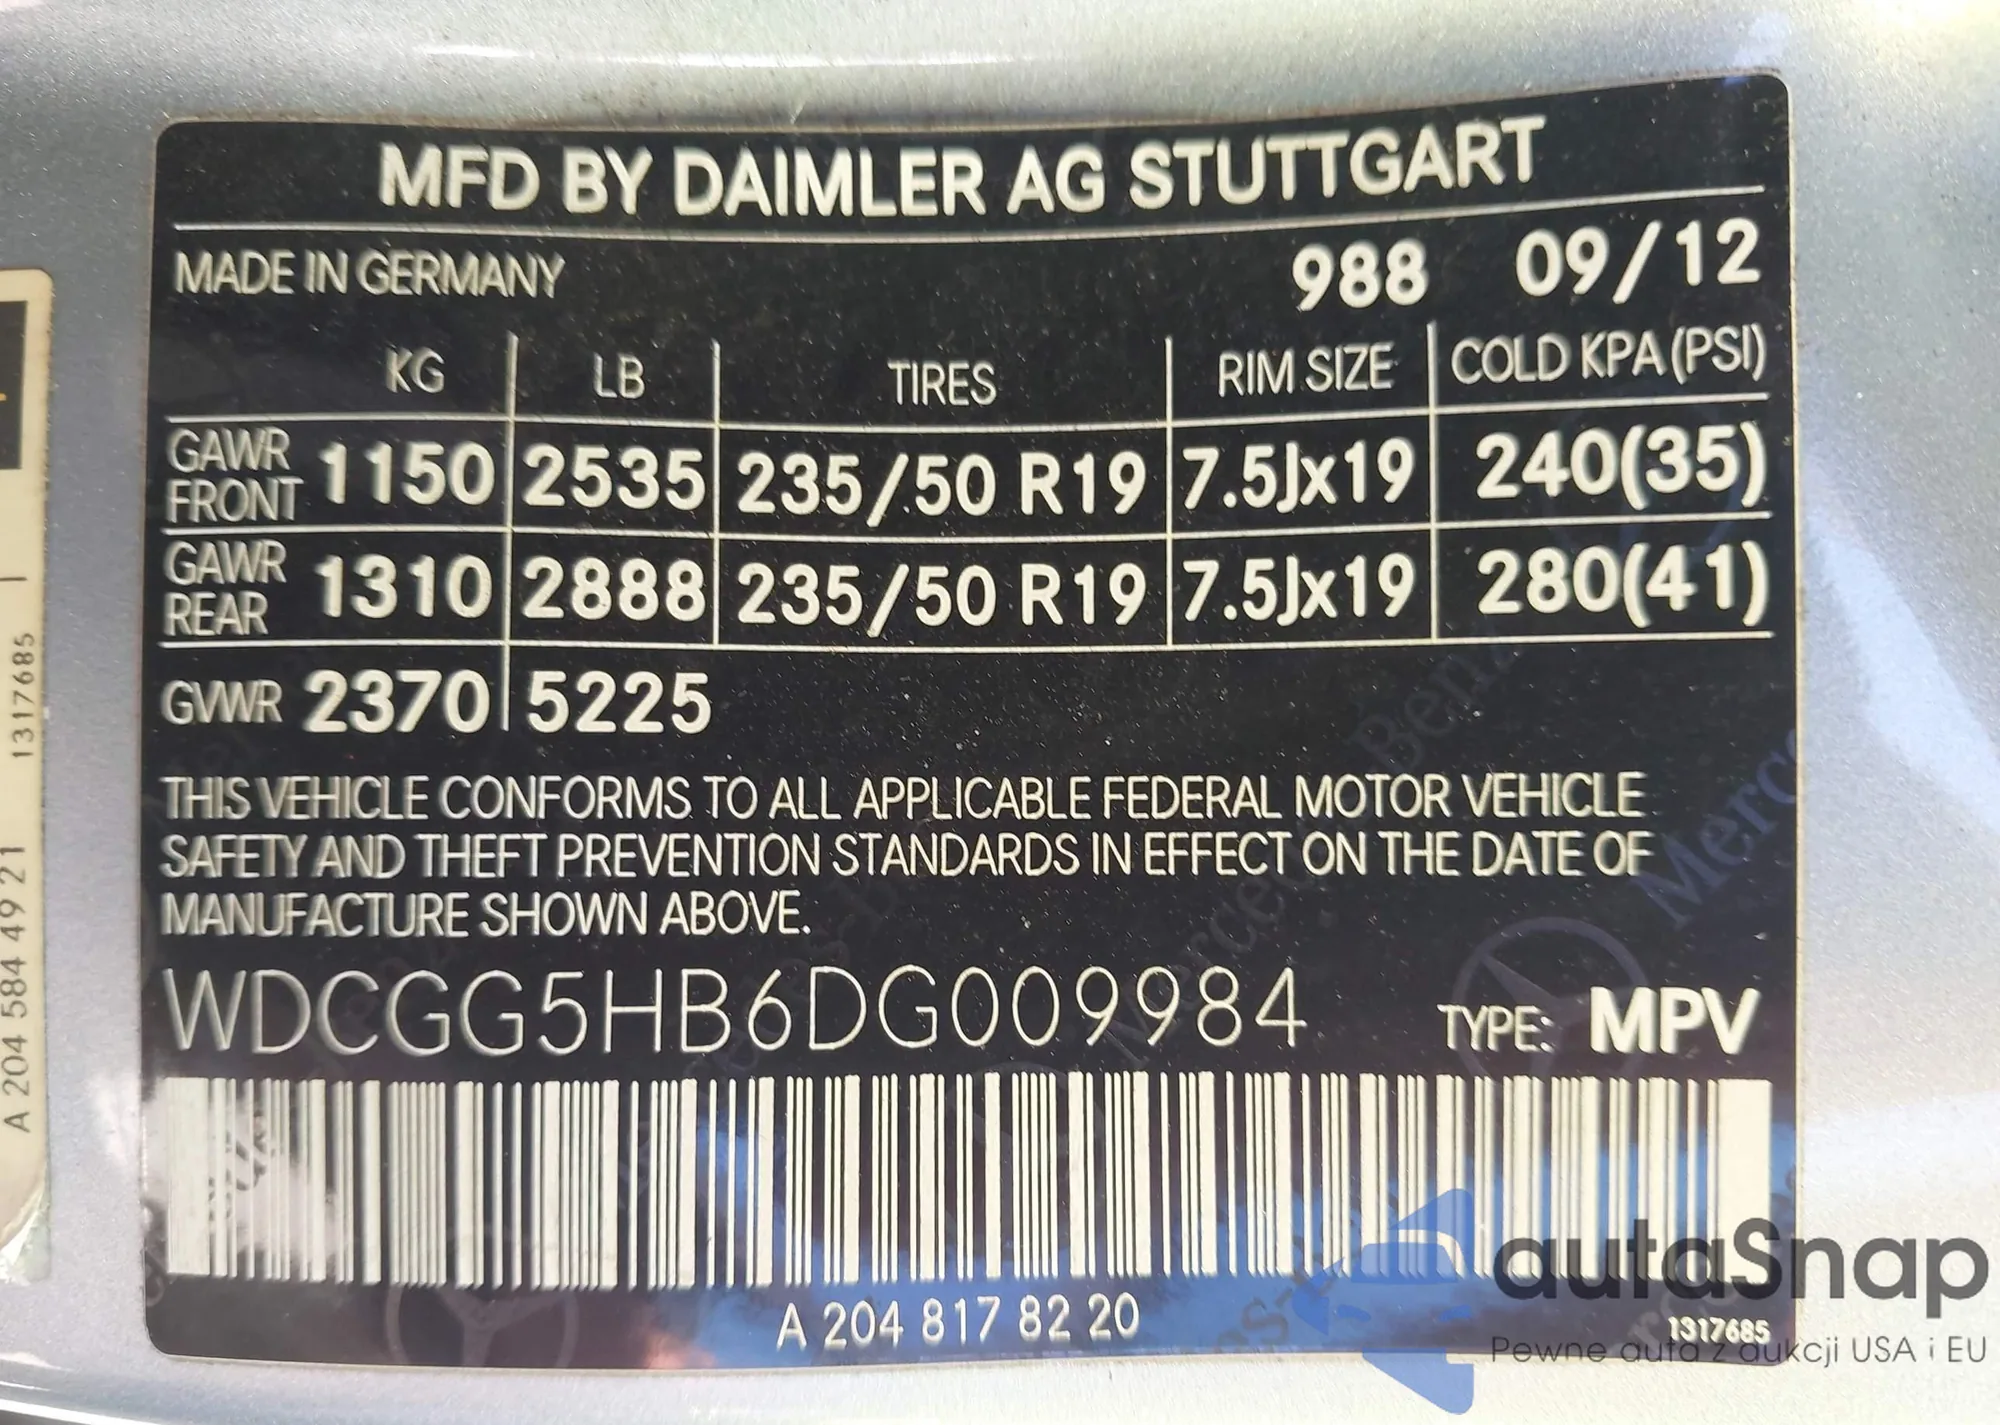 MFD BY DAIMLER AG STUTTGART
MADE IN GERMANY 988 09/12
KG LB TIRES RIM SIZE COLD KPA (PSI)
GAWR FRONT 1150 2535 235/50 R19 7.5Jx19 240(35)
GAWR REAR 1310 2888 235/50 R19 7.5Jx19 280(41)
GVWR 2370 5225
THIS VEHICLE CONFORMS TO ALL APPLICABLE FEDERAL MOTOR VEHICLE
SAFETY AND THEFT PREVENTION STANDARDS IN EFFECT ON THE DATE OF
MANUFACTURE SHOWN ABOVE.
WDCGG5HB6DG009984 TYPE: MPV
A 204 817 82 20
1317685
A 204 584 49 21 1317685
Mercedes-Benz
autaSnap
Pewne auta z aukcji USA i EU